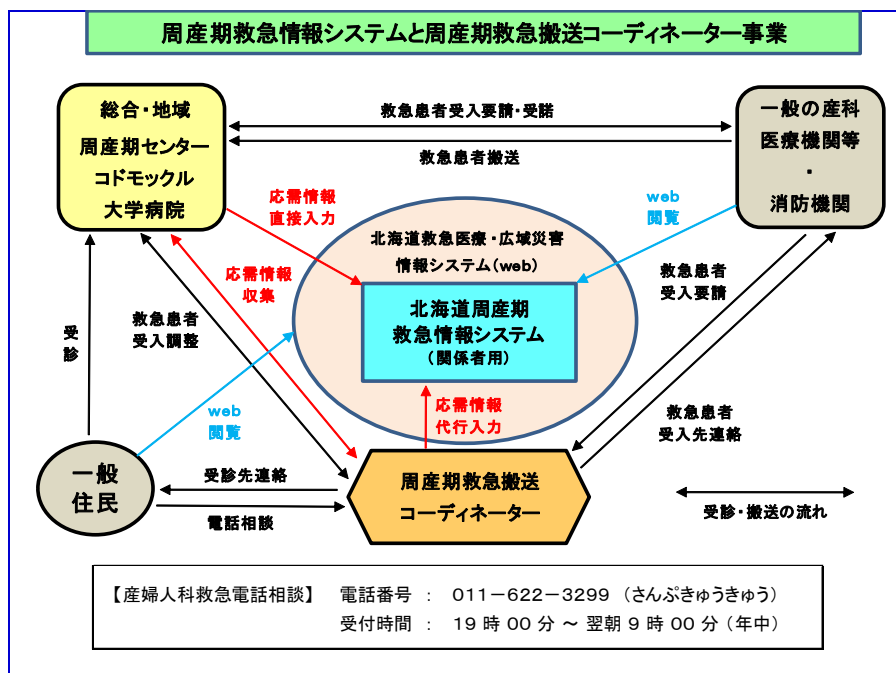 周産期救急情報システムと周産期救急搬送コーディネーター事業
総合・地域
周産期センター
コドモックル
大学病院
救急患者受入要請・受諾
救急患者搬送
一般の産科
医療機関等
・
消防機関
応需情報
直接入力
web
閲覧
北海道救急医療・広域災害
情報システム(web)
北海道周産期
救急情報システム
(関係者用)
応需情報
収集
救急患者
受入調整
救急患者
受入要請
受診
web
閲覧
応需情報
代行入力
救急患者
受入先連絡
一般
住民
受診先連絡
電話相談
周産期救急搬送
コーディネーター
受診・搬送の流れ
【産婦人科救急電話相談】 電話番号 : 011-622-3299 (さんぷきゅうきゅう)
受付時間 : 19時00分 ~ 翌朝9時00分(年中)